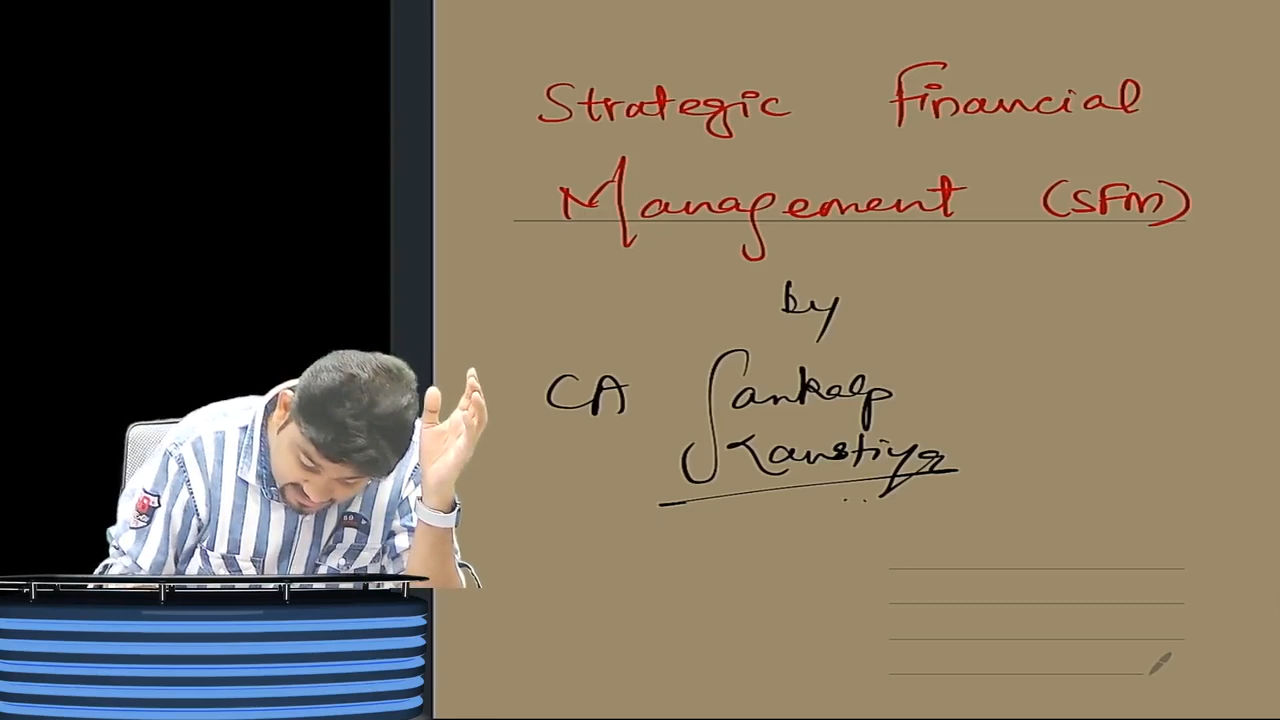 Strategic Financial
Management (SFM)
by
CA Sankalp
Kanstiya